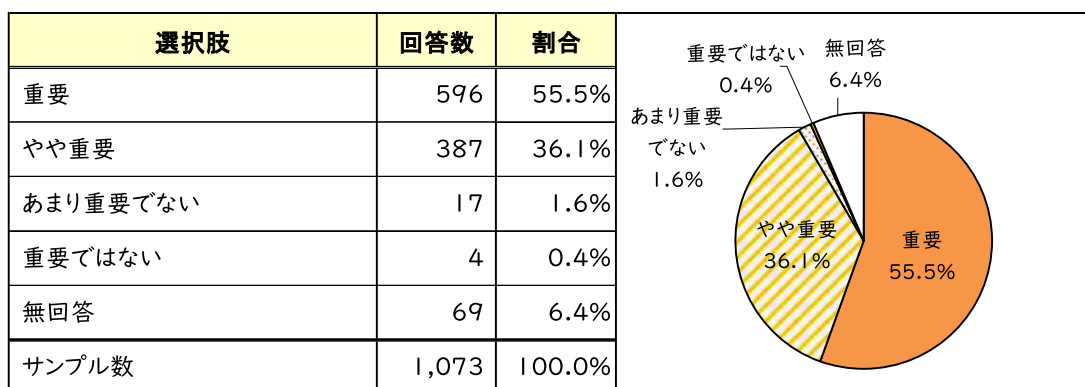 選択肢 回答数 割合
重要 596 55.5%
やや重要 387 36.1%
あまり重要でない 17 1.6%
重要ではない 4 0.4%
無回答 69 6.4%
サンプル数 1,073 100.0%
重要ではない
0.4%
無回答
6.4%
あまり重要
でない
1.6%
やや重要
36.1%
重要
55.5%